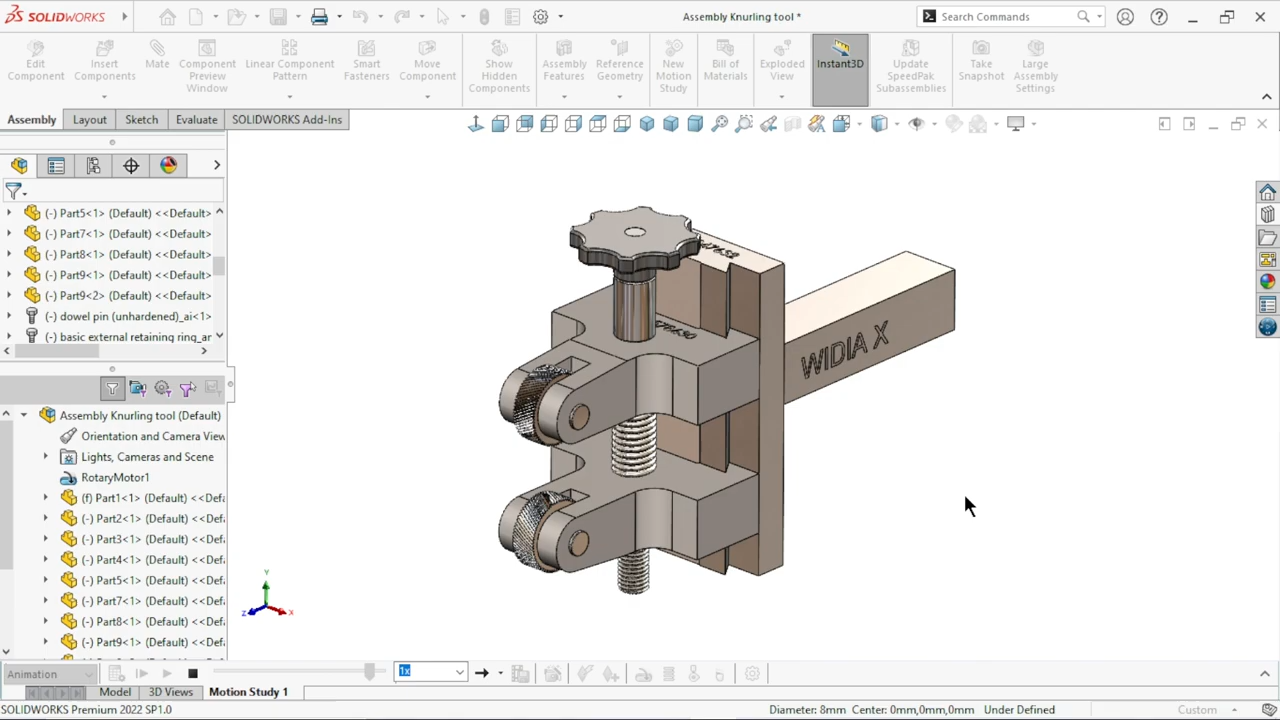 SOLIDWORKS
Assembly Knurling tool *
Search Commands
Edit Component
Insert Components
Mate
Component Preview Window
Linear Component Pattern
Smart Fasteners
Move Component
Show Hidden Components
Assembly Features
Reference Geometry
New Motion Study
Bill of Materials
Exploded View
Instant3D
Update SpeedPak Subassemblies
Take Snapshot
Large Assembly Settings
Assembly
Layout
Sketch
Evaluate
SOLIDWORKS Add-Ins
(-) Part5<1> (Default) <<Default>
(-) Part7<1> (Default) <<Default>
(-) Part8<1> (Default) <<Default>
(-) Part9<1> (Default) <<Default>
(-) Part9<2> (Default) <<Default>
(-) dowel pin (unhardened)_ai<1>
(-) basic external retaining ring_ar
Assembly Knurling tool (Default)
Orientation and Camera View
Lights, Cameras and Scene
RotaryMotor1
(f) Part1<1> (Default) <<Defa
(-) Part2<1> (Default) <<Defa
(-) Part3<1> (Default) <<Defa
(-) Part4<1> (Default) <<Defa
(-) Part5<1> (Default) <<Defa
(-) Part7<1> (Default) <<Defa
(-) Part8<1> (Default) <<Defa
(-) Part9<1> (Default) <<Defa
WIDIA X
Y
Z
X
Animation
1x
Model
3D Views
Motion Study 1
SOLIDWORKS Premium 2022 SP1.0
Diameter: 8mm Center: 0mm,0mm,0mm
Under Defined
Custom